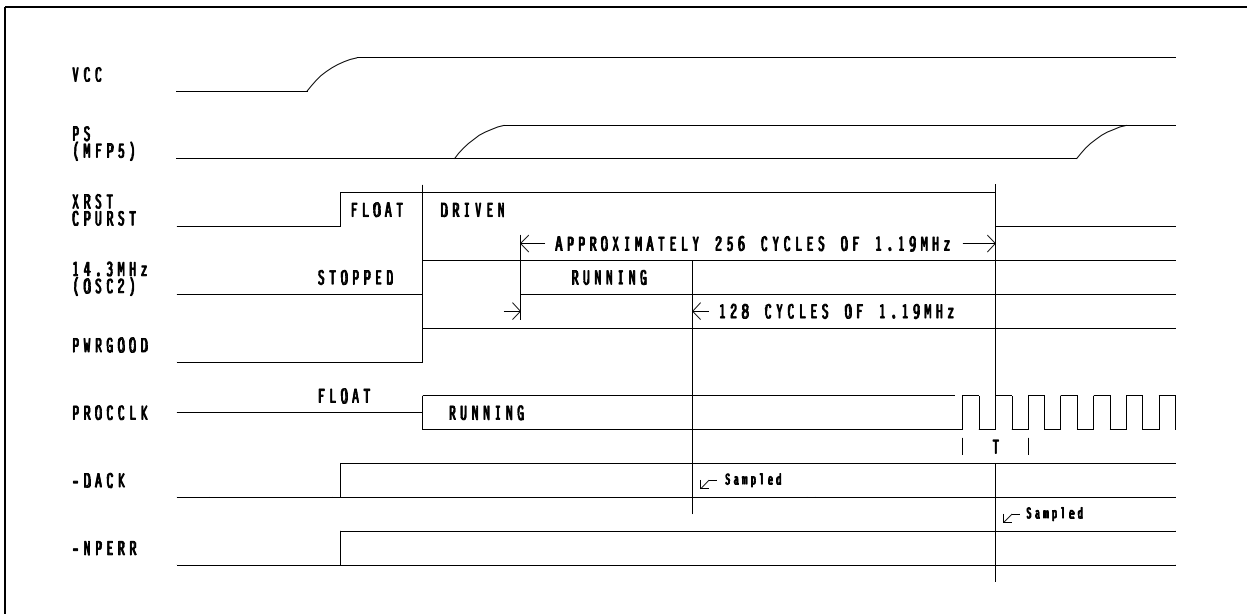 VCC
PS
(MFP5)
XRST
CPURST
FLOAT
DRIVEN
APPROXIMATELY 256 CYCLES OF 1.19MHz
14.3MHz
(OSC2)
STOPPED
RUNNING
128 CYCLES OF 1.19MHz
PWRGOOD
FLOAT
PROCCLK
RUNNING
T
-DACK
Sampled
Sampled
-NPERR